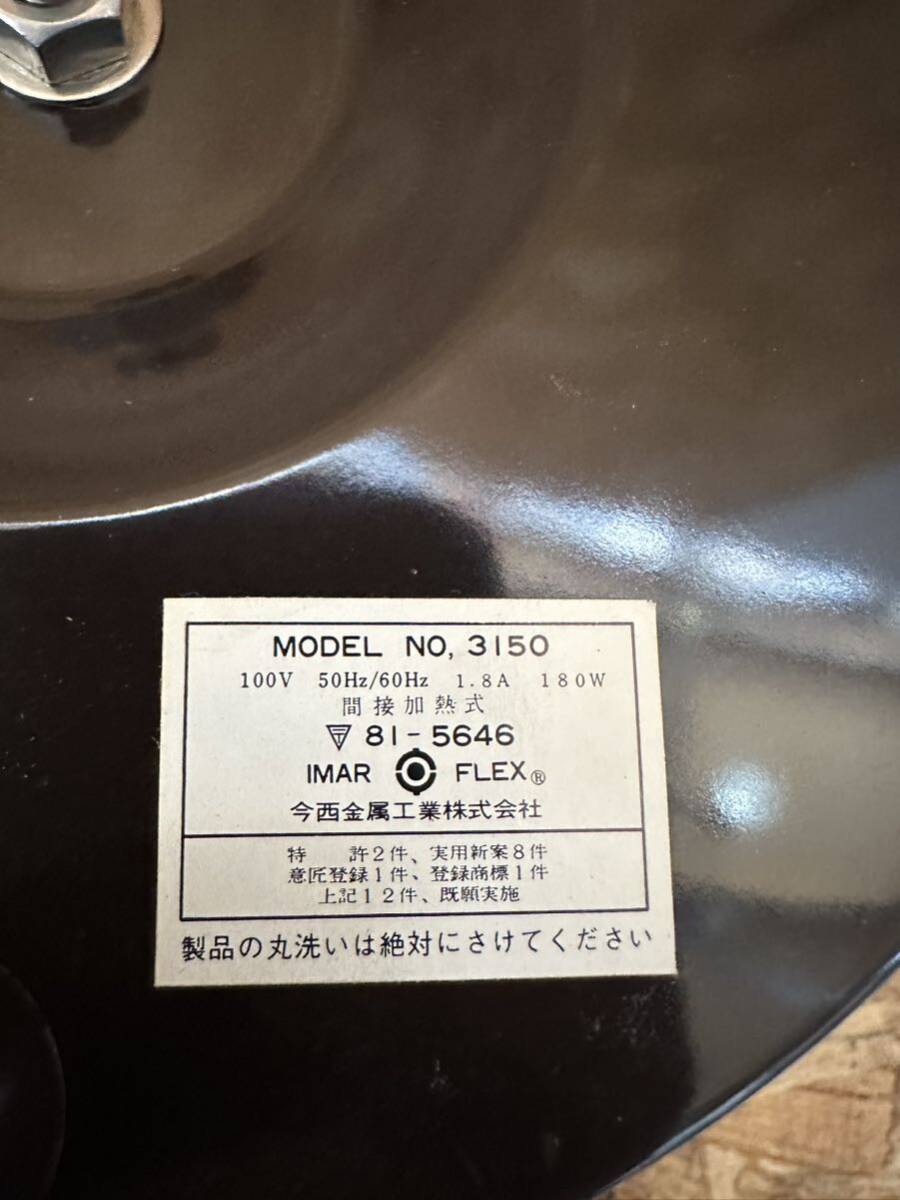 MODEL NO, 3150
100V 50Hz/60Hz 1.8A 180W
間接加熱式
〒 81-5646
IMAR FLEX®
今西金属工業株式会社
特 許2件、実用新案8件
意匠登録1件、登録商標1件
上記12件、既願実施
製品の丸洗いは絶対にさけてください